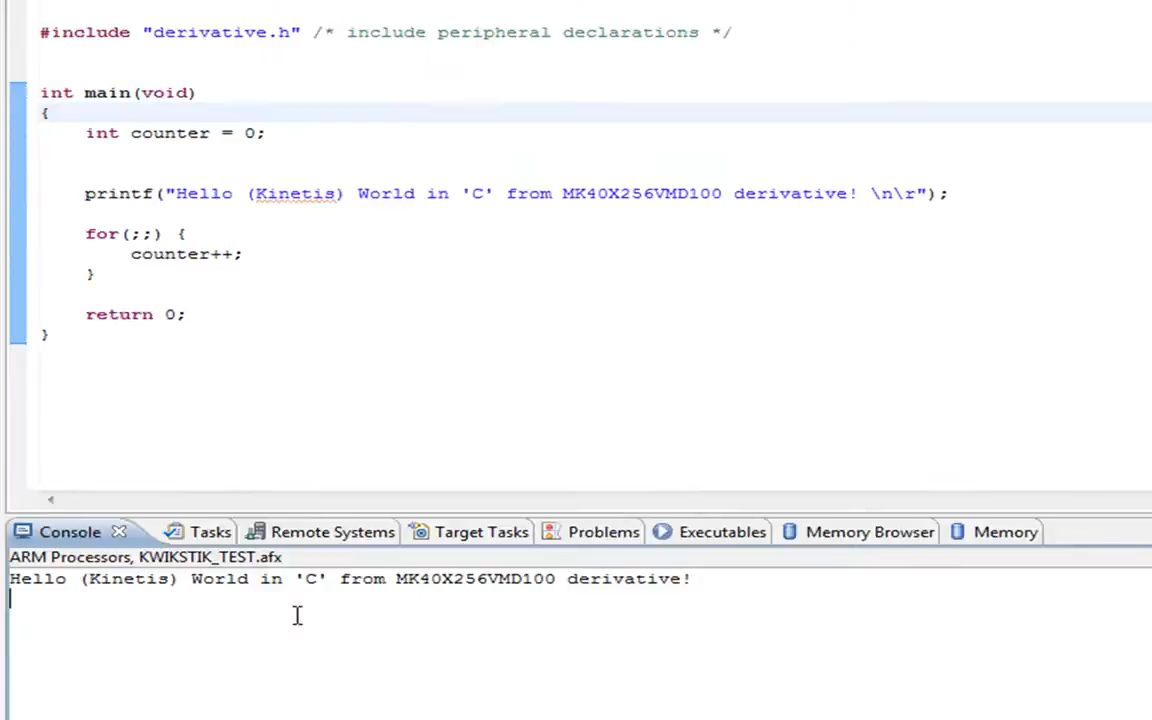 #include "derivative.h" /* include peripheral declarations */
int main(void)
{
int counter = 0;
printf("Hello (Kinetis) World in 'C' from MK40X256VMD100 derivative! \n\r");
for(;;) {
counter++;
}
return 0;
}
Console Tasks Remote Systems Target Tasks Problems Executables Memory Browser Memory
ARM Processors, KWIKSTIK_TEST.afx
Hello (Kinetis) World in 'C' from MK40X256VMD100 derivative!